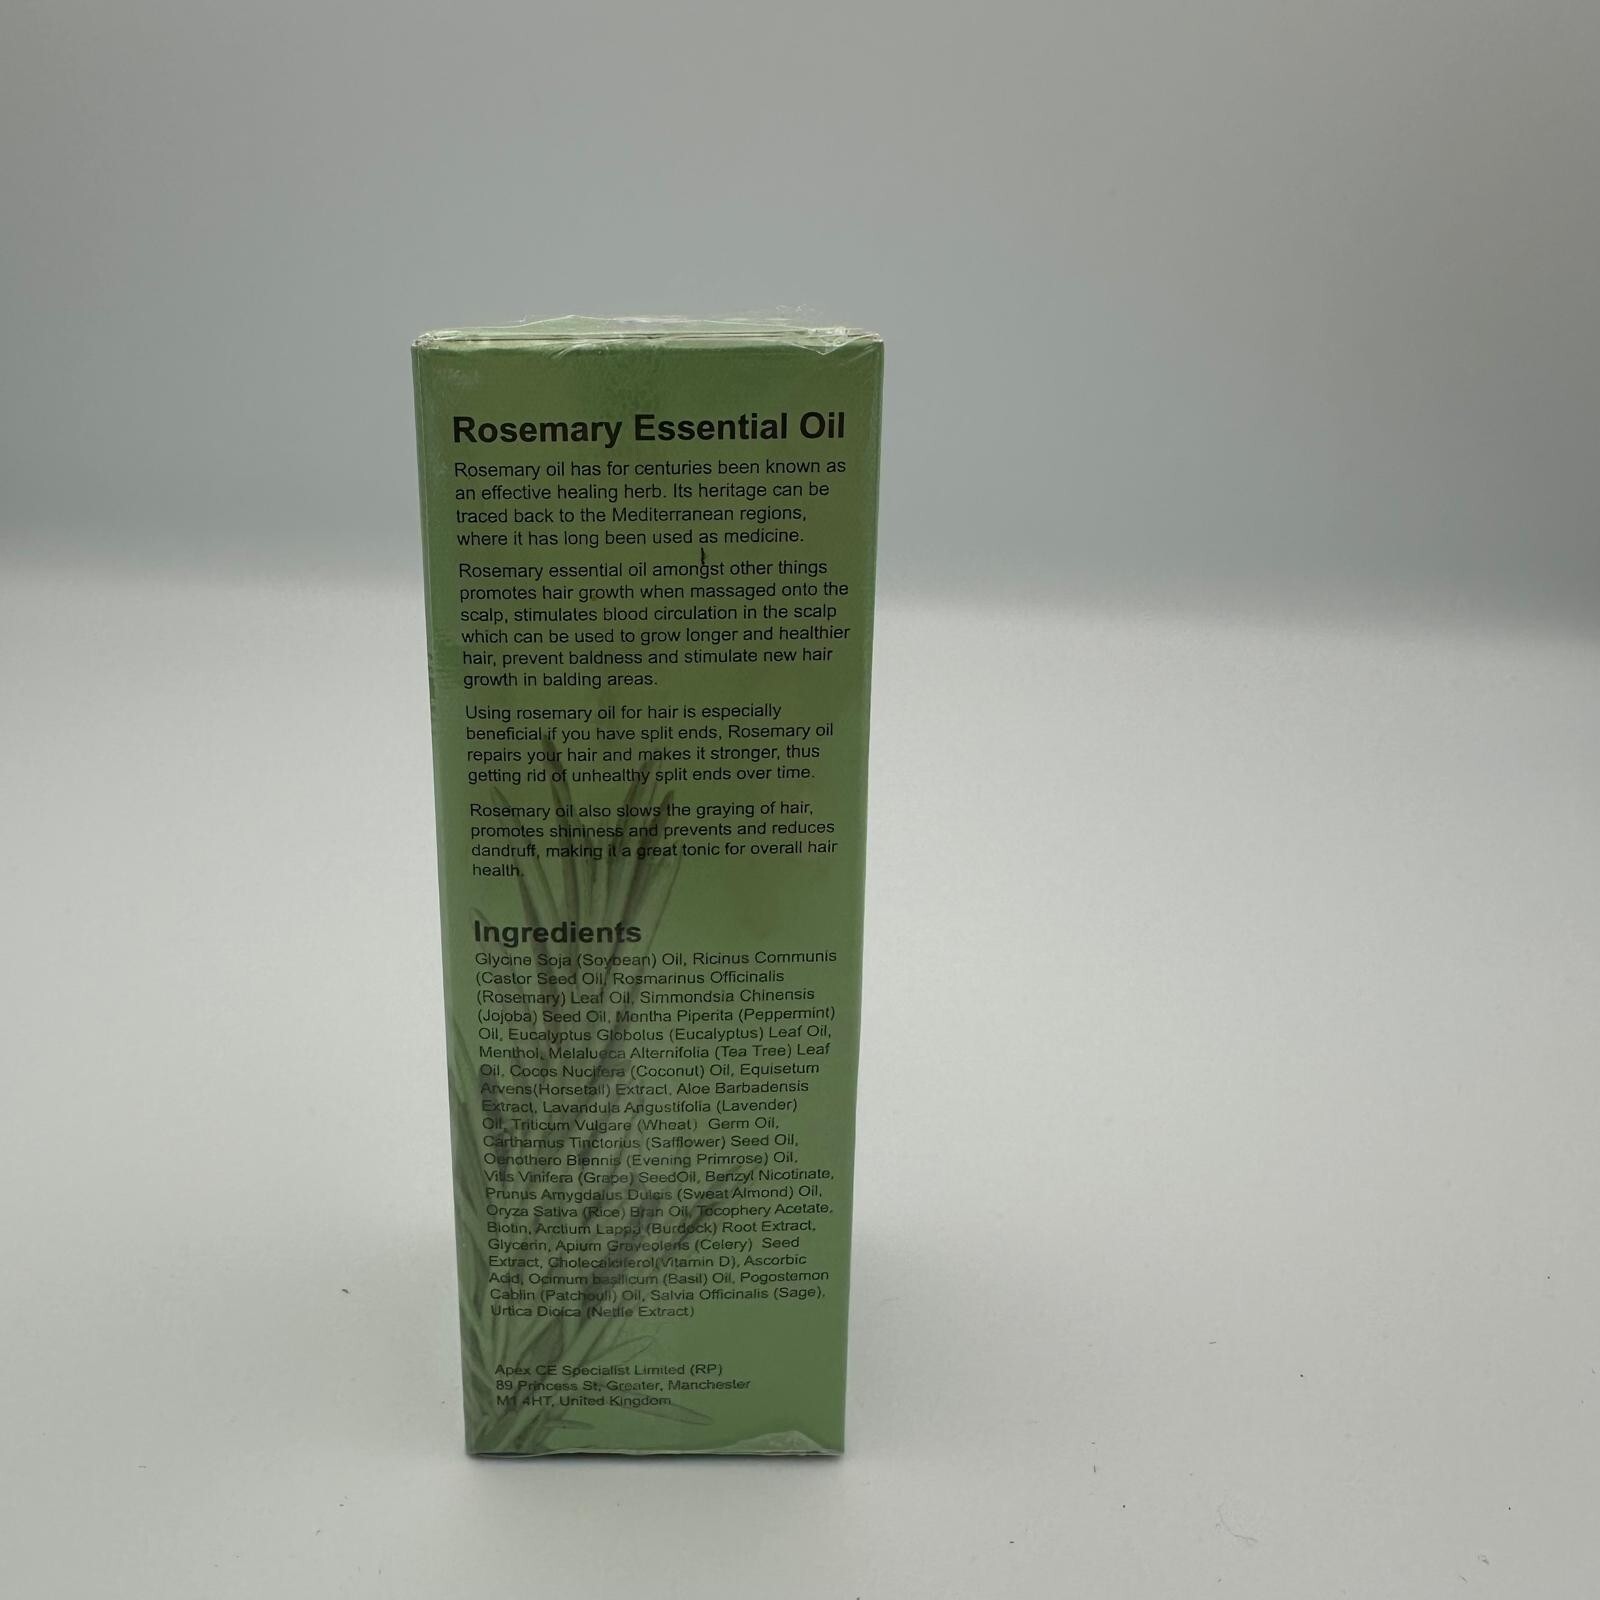 Rosemary Essential Oil
Rosemary oil has for centuries been known as
an effective healing herb. Its heritage can be
traced back to the Mediterranean regions,
where it has long been used as medicine.
Rosemary essential oil amongst other things
promotes hair growth when massaged onto the
scalp, stimulates blood circulation in the scalp
which can be used to grow longer and healthier
hair, prevent baldness and stimulate new hair
growth in balding areas.
Using rosemary oil for hair is especially
beneficial if you have split ends, Rosemary oil
repairs your hair and makes it stronger, thus
getting rid of unhealthy split ends over time.
Rosemary oil also slows the graying of hair,
promotes shininess and prevents and reduces
dandruff, making it a great tonic for overall hair
health.
Ingredients
Glycine Soja (Soybean) Oil, Ricinus Communis
(Castor Seed Oil, Rosmarinus Officinalis
(Rosemary) Leaf Oil, Simmondsia Chinensis
(Jojoba) Seed Oil, Mentha Piperita (Peppermint)
Oil, Eucalyptus Globolus (Eucalyptus) Leaf Oil,
Menthol, Melalueca Alternifolia (Tea Tree) Leaf
Oil, Cocos Nucifera (Coconut) Oil, Equisetum
Arvens(Horsetail) Extract, Aloe Barbadensis
Extract, Lavandula Angustifolia (Lavender)
Oil, Triticum Vulgare (Wheat) Germ Oil,
Carthamus Tinctorius (Safflower) Seed Oil,
Oenothero Biennis (Evening Primrose) Oil,
Vitis Vinifera (Grape) SeedOil, Benzyl Nicotinate,
Prunus Amygdalus Dulcis (Sweat Almond) Oil,
Oryza Sativa (Rice) Bran Oil, Tocophery Acetate,
Biotin, Arctium Lappa (Burdock) Root Extract,
Glycerin, Apium Graveolens (Celery) Seed
Extract, Cholecalciferol(Vitamin D), Ascorbic
Acid, Ocimum basilicum (Basil) Oil, Pogostemon
Cablin (Patchouli) Oil, Salvia Officinalis (Sage),
Urtica Dioica (Netlle Extract)
Apex CE Specialist Limited (RP)
89 Princess St, Greater, Manchester
M1 4HT, United Kingdom